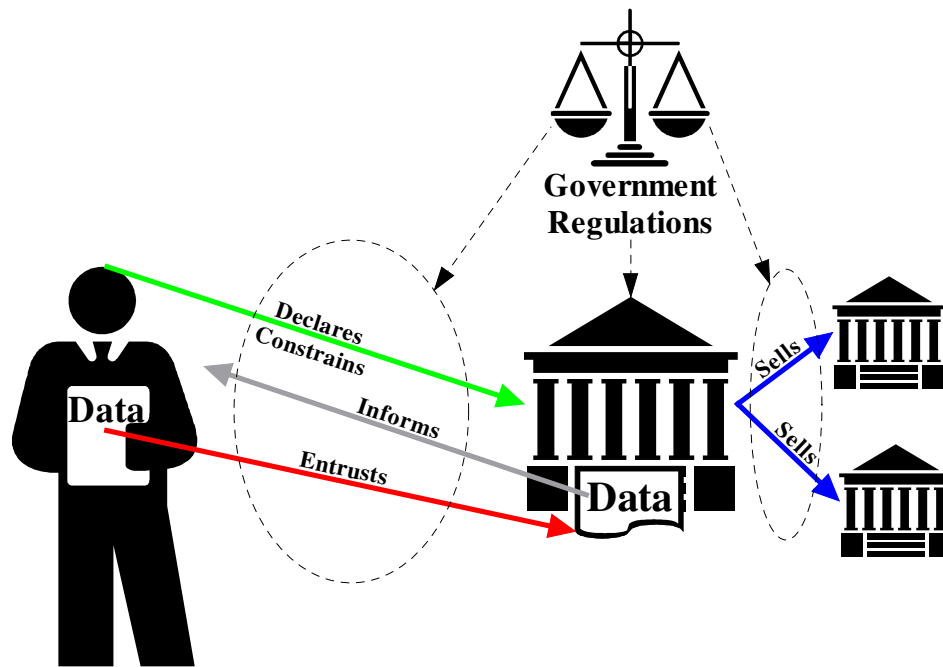 Government
Regulations
Declares
Constrains
Informs
Entrusts
Data
Data
Sells
Sells